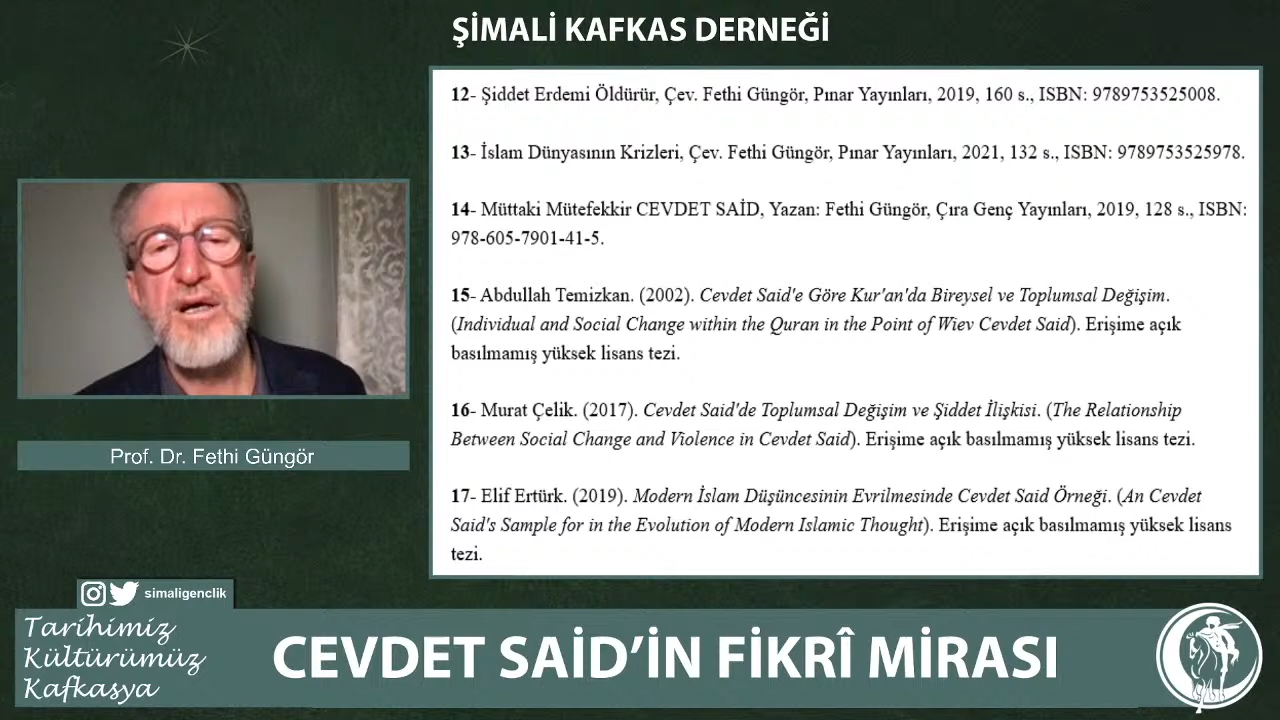 ŞİMALİ KAFKAS DERNEĞİ
12- Şiddet Erdemi Öldürür, Çev. Fethi Güngör, Pınar Yayınları, 2019, 160 s., ISBN: 9789753525008.
13- İslam Dünyasının Krizleri, Çev. Fethi Güngör, Pınar Yayınları, 2021, 132 s., ISBN: 9789753525978.
14- Müttaki Mütefekkir CEVDET SAİD, Yazan: Fethi Güngör, Çıra Genç Yayınları, 2019, 128 s., ISBN:
978-605-7901-41-5.
15- Abdullah Temizkan. (2002). Cevdet Said'e Göre Kur'an'da Bireysel ve Toplumsal Değişim.
(Individual and Social Change within the Quran in the Point of Wiev Cevdet Said). Erişime açık
basılmamış yüksek lisans tezi.
16- Murat Çelik. (2017). Cevdet Said'de Toplumsal Değişim ve Şiddet İlişkisi. (The Relationship
Between Social Change and Violence in Cevdet Said). Erişime açık basılmamış yüksek lisans tezi.
17- Elif Ertürk. (2019). Modern İslam Düşüncesinin Evrilmesinde Cevdet Said Örneği. (An Cevdet
Said's Sample for in the Evolution of Modern Islamic Thought). Erişime açık basılmamış yüksek lisans
tezi.
Prof. Dr. Fethi Güngör
simaligenclik
Tarihimiz
Kültürümüz
Kafkasya
CEVDET SAİD’İN FİKRÎ MİRASI